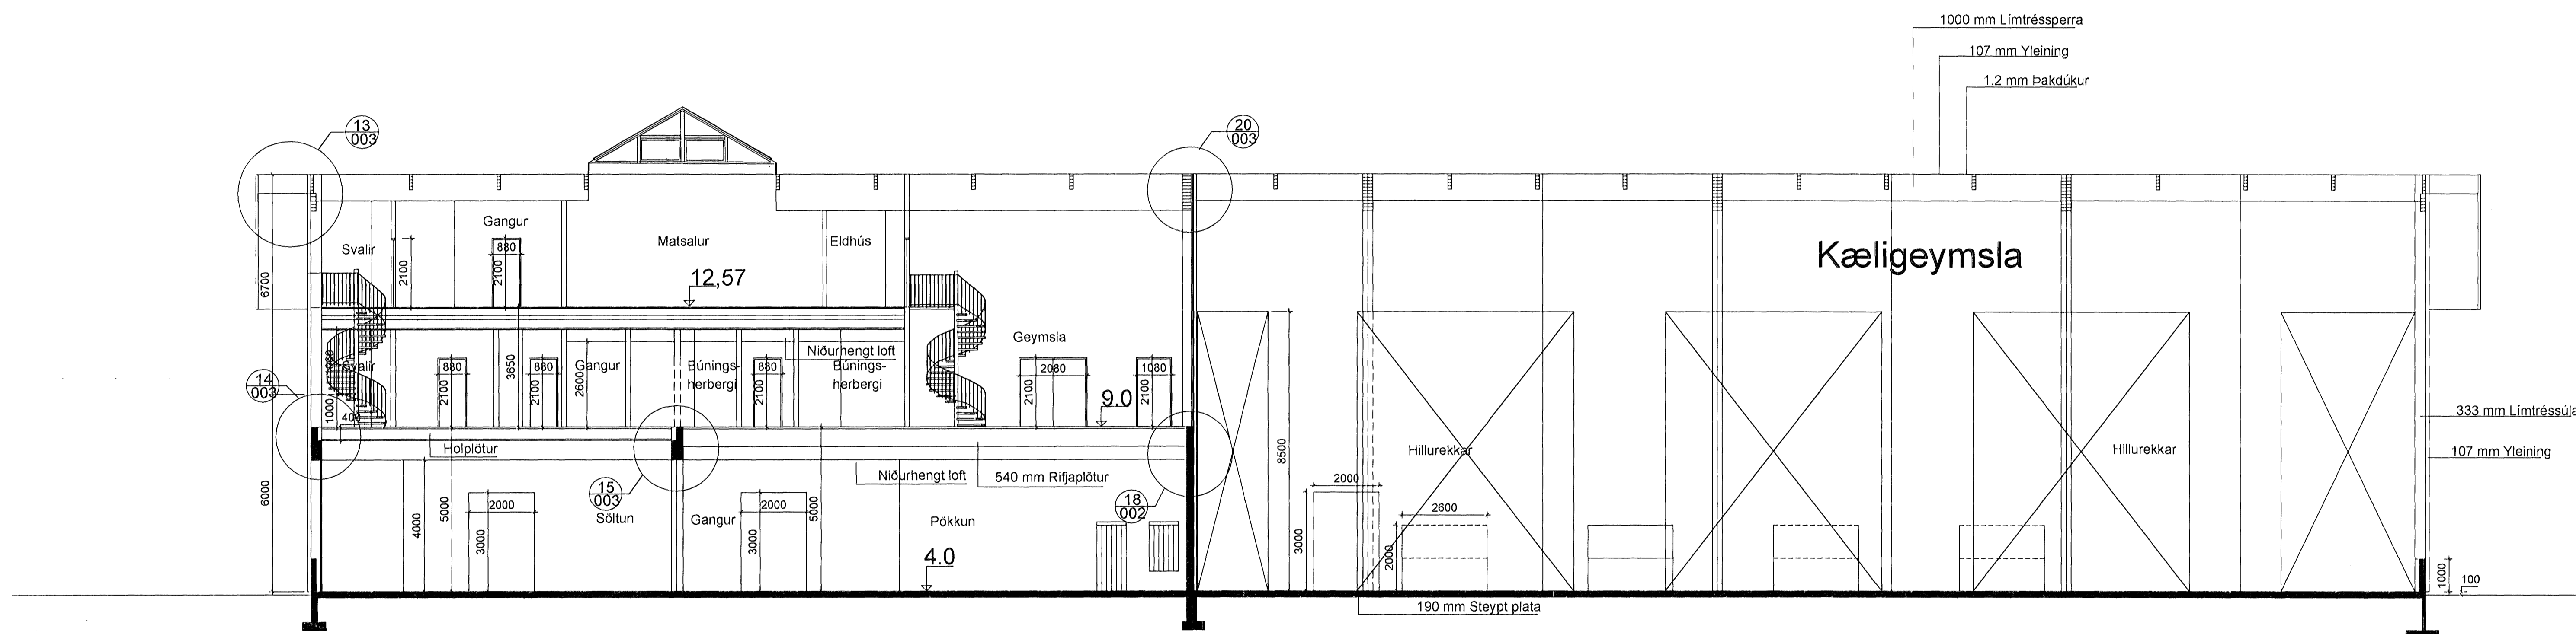 1000 mm Límtréssperra
107 mm Yleining
1.2 mm Þakdúkur
13
003
20
003
Gangur
Svalir
880
2100
2100
Matsalur
Eldhús
12,57
Kæligeymsla
6700
Svalir
880
2100
3650
880
2100
Gangur
2600
Búnings-
herbergi
880
2100
Niðurhengt loft
Búnings-
herbergi
Geymsla
2080
2100
1080
2100
9.0
14
003
1000
400
Holplötur
15
003
Niðurhengt loft
540 mm Rifjaplötur
18
002
6000
4000
5000
3000
2000
Söltun
Gangur
3000
2000
5000
Pökkun
4.0
8500
3000
2000
2000
2600
Hillurekkar
Hillurekkar
333 mm Límtréssúla
107 mm Yleining
1000
100
190 mm Steypt plata